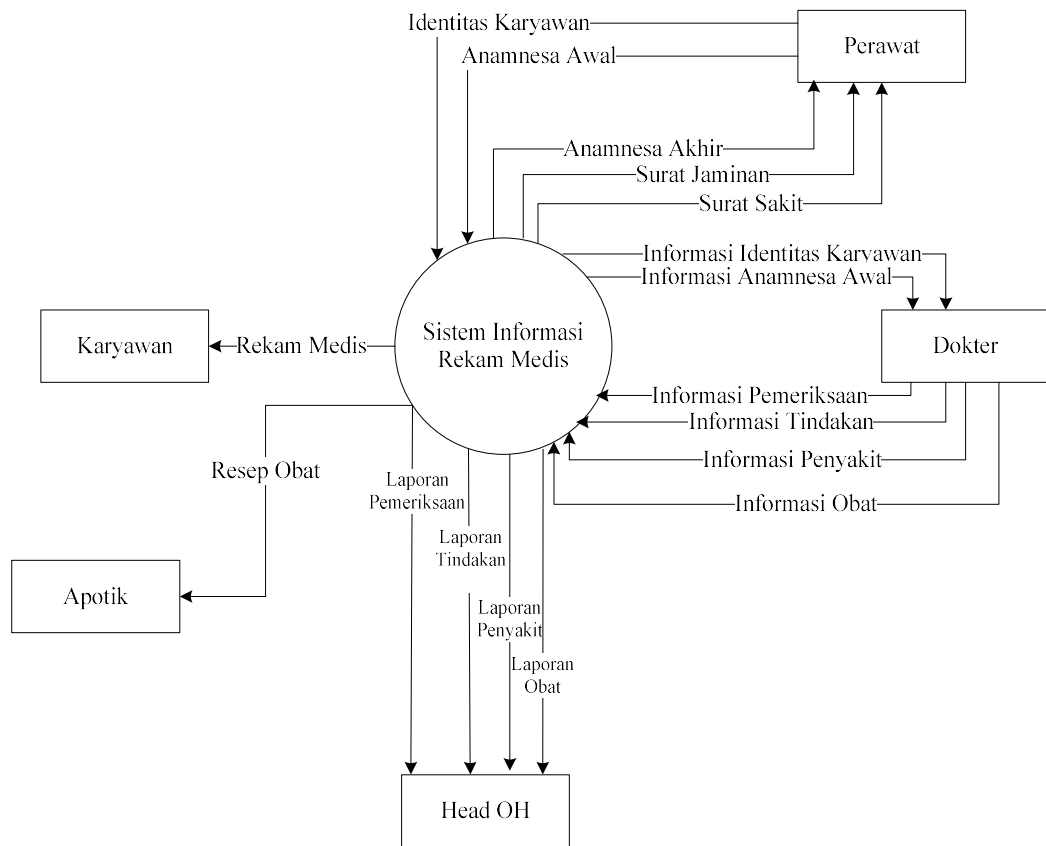 Identitas Karyawan
Perawat
Anamnesa Awal
Anamnesa Akhir
Surat Jaminan
Surat Sakit
Informasi Identitas Karyawan
Informasi Anamnesa Awal
Karyawan
Rekam Medis
Sistem Informasi
Rekam Medis
Dokter
Informasi Pemeriksaan
Informasi Tindakan
Informasi Penyakit
Informasi Obat
Resep Obat
Laporan
Pemeriksaan
Laporan
Tindakan
Apotik
Laporan
Penyakit
Laporan
Obat
Head OH